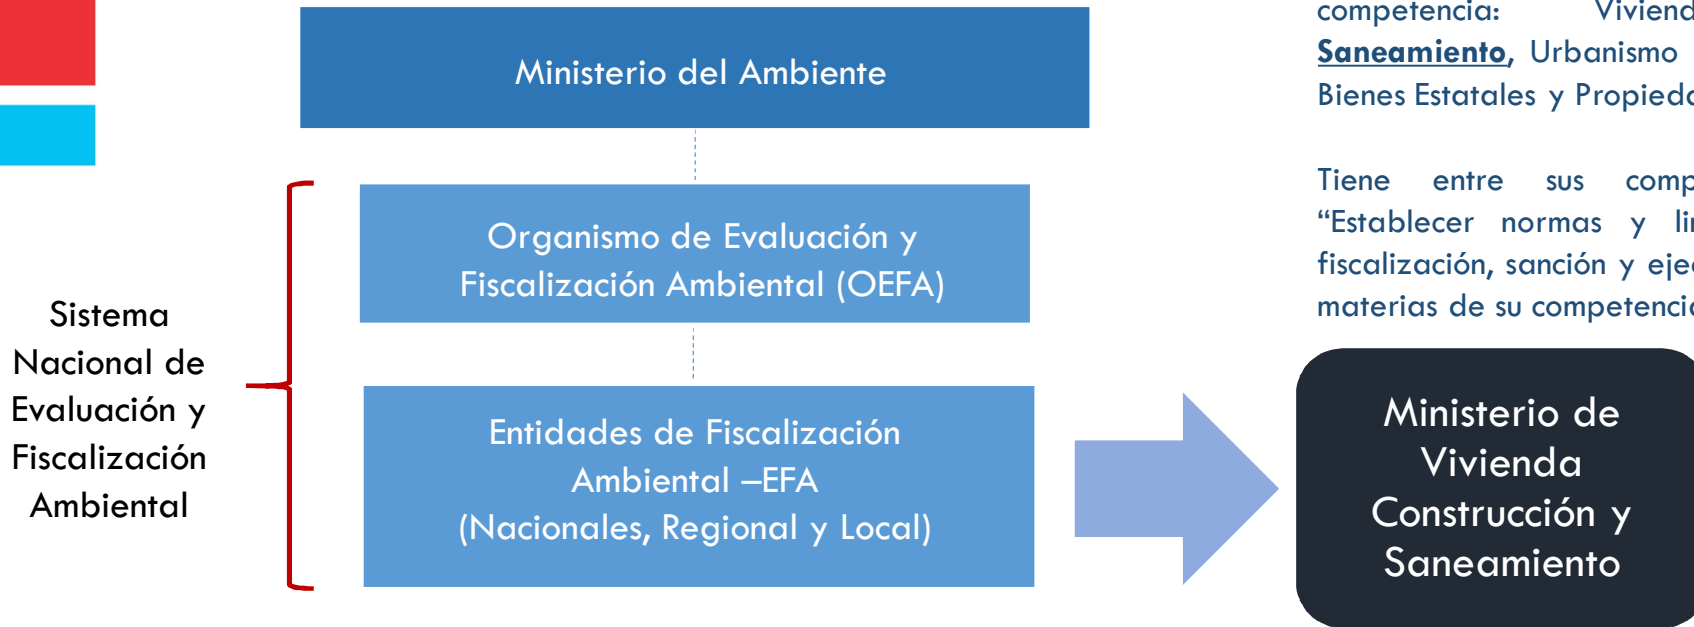 Ministerio del Ambiente
Organismo de Evaluación y
Fiscalización Ambiental (OEFA)
Sistema
Nacional de
Evaluación y
Fiscalización
Ambiental
Entidades de Fiscalización
Ambiental –EFA
(Nacionales, Regional y Local)
competencia:
Saneamiento, Urbanismo
Bienes Estatales y
Tiene entre sus
“Establecer normas y
fiscalización, sanción y
materias de su
Ministerio de
Vivienda
Construcción y
Saneamiento